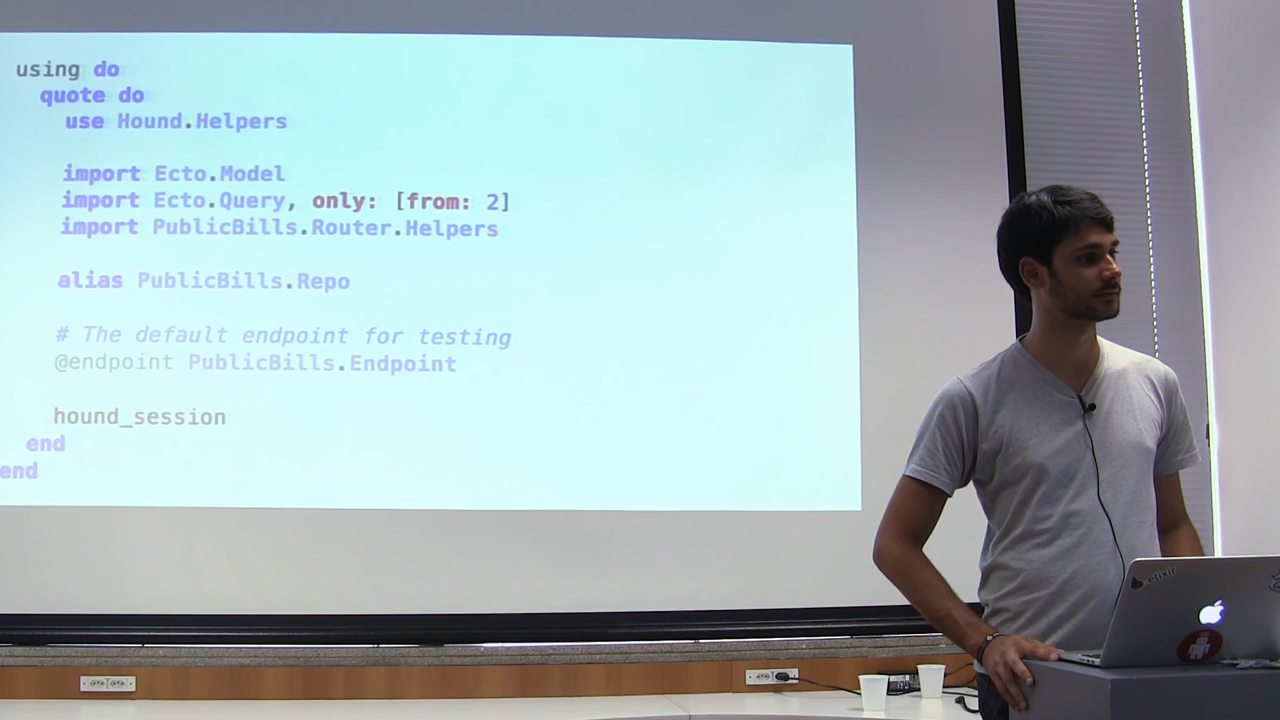 using do
quote do
use Hound.Helpers
import Ecto.Model
import Ecto.Query, only: [from: 2]
import PublicBills.Router.Helpers
alias PublicBills.Repo
# The default endpoint for testing
@endpoint PublicBills.Endpoint
hound_session
end
end
elixir